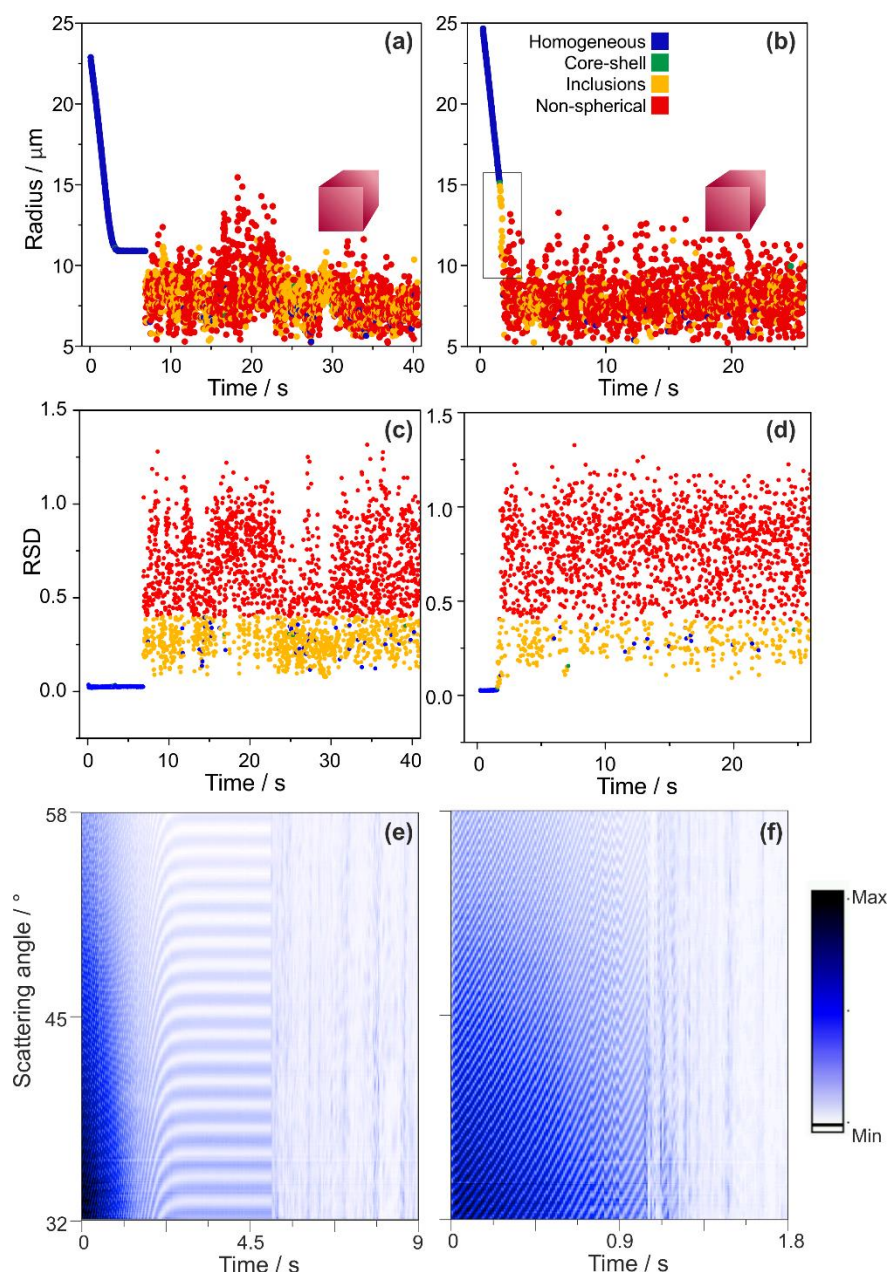 (a)
25
20
15
10
5
Radius / μm
0 10 20 30 40
Time / s
(b)
Homogeneous
Core-shell
Inclusions
Non-spherical
25
20
15
10
5
0 10 20
Time / s
(c)
1.5
1.0
0.5
0.0
RSD
0 10 20 30 40
Time / s
(d)
1.5
1.0
0.5
0.0
0 10 20
Time / s
(e)
58
45
32
Scattering angle / °
0 4.5 9
Time / s
(f)
0 0.9 1.8
Time / s
Max
Min